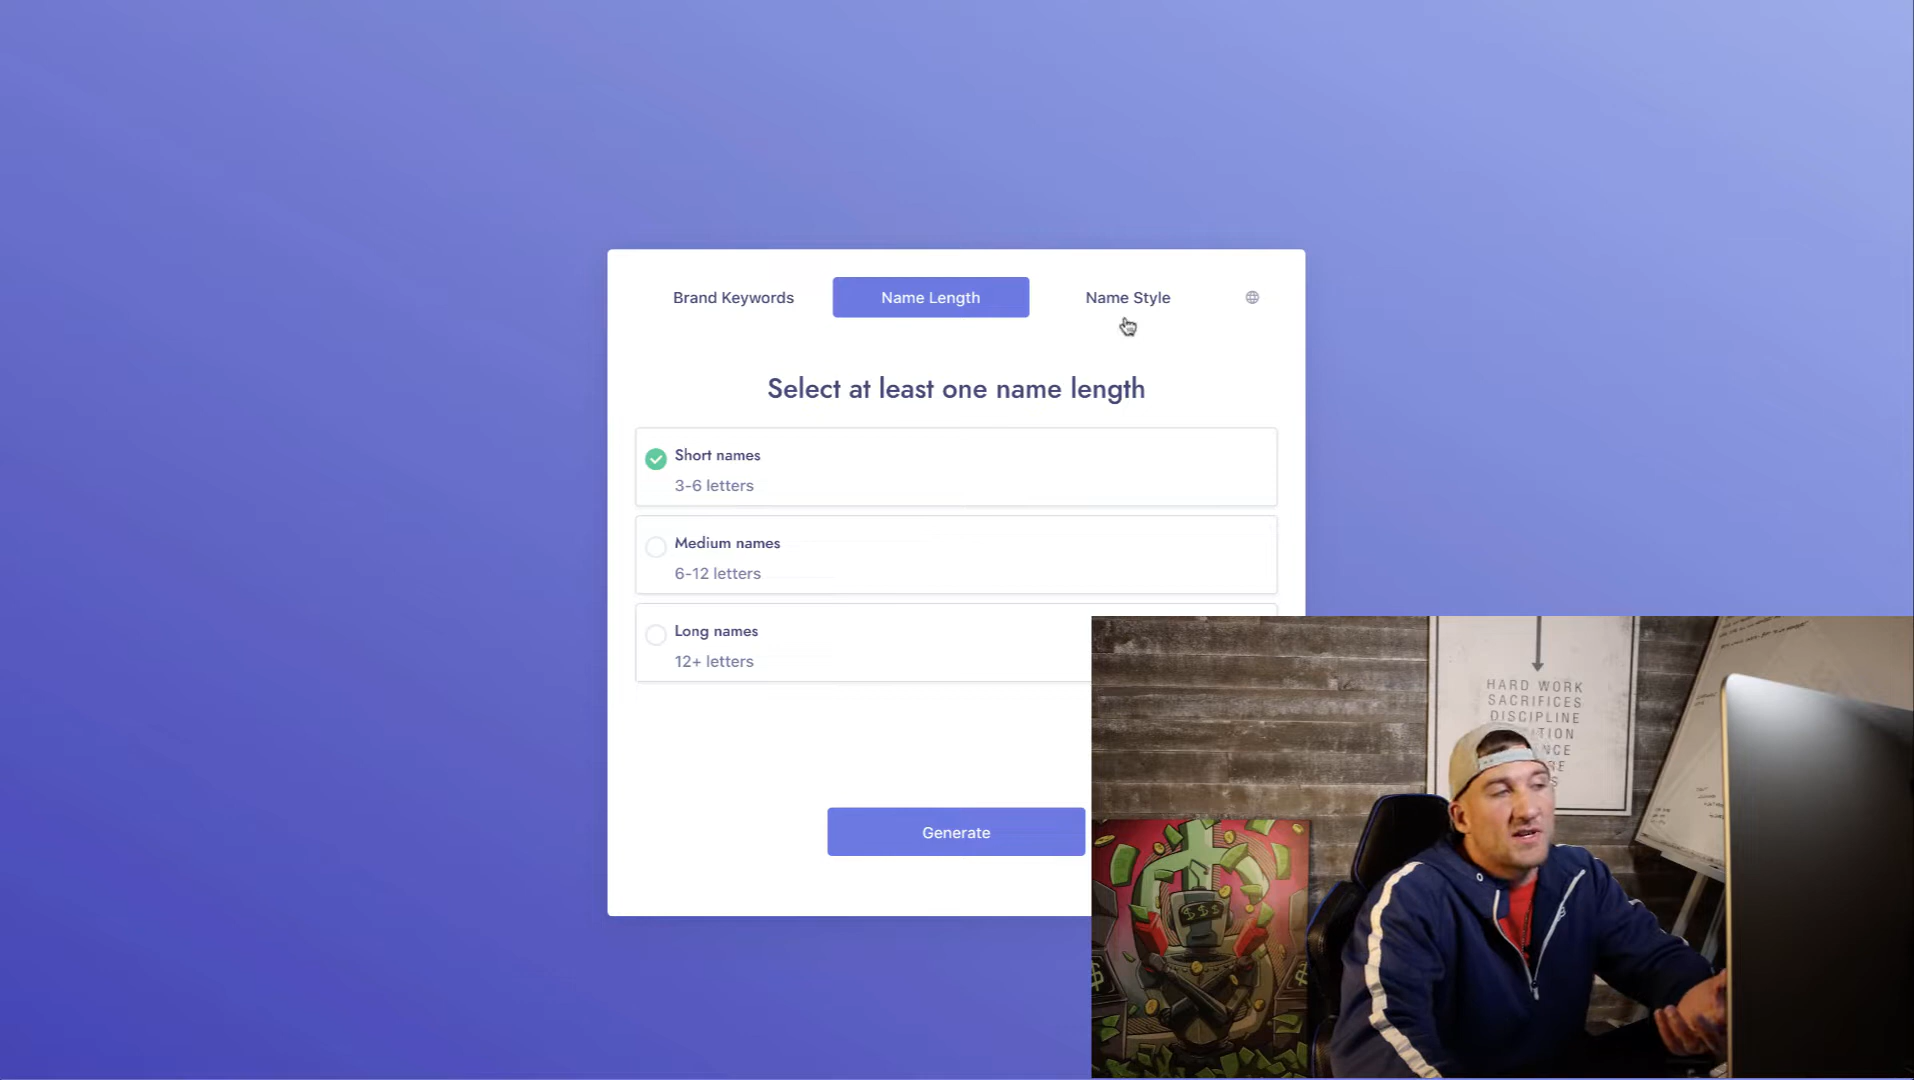 Brand Keywords
Name Length
Name Style
Select at least one name length
Short names
3-6 letters
Medium names
6-12 letters
Long names
12+ letters
Generate
HARD WORK
SACRIFICES
DISCIPLINE
$$$